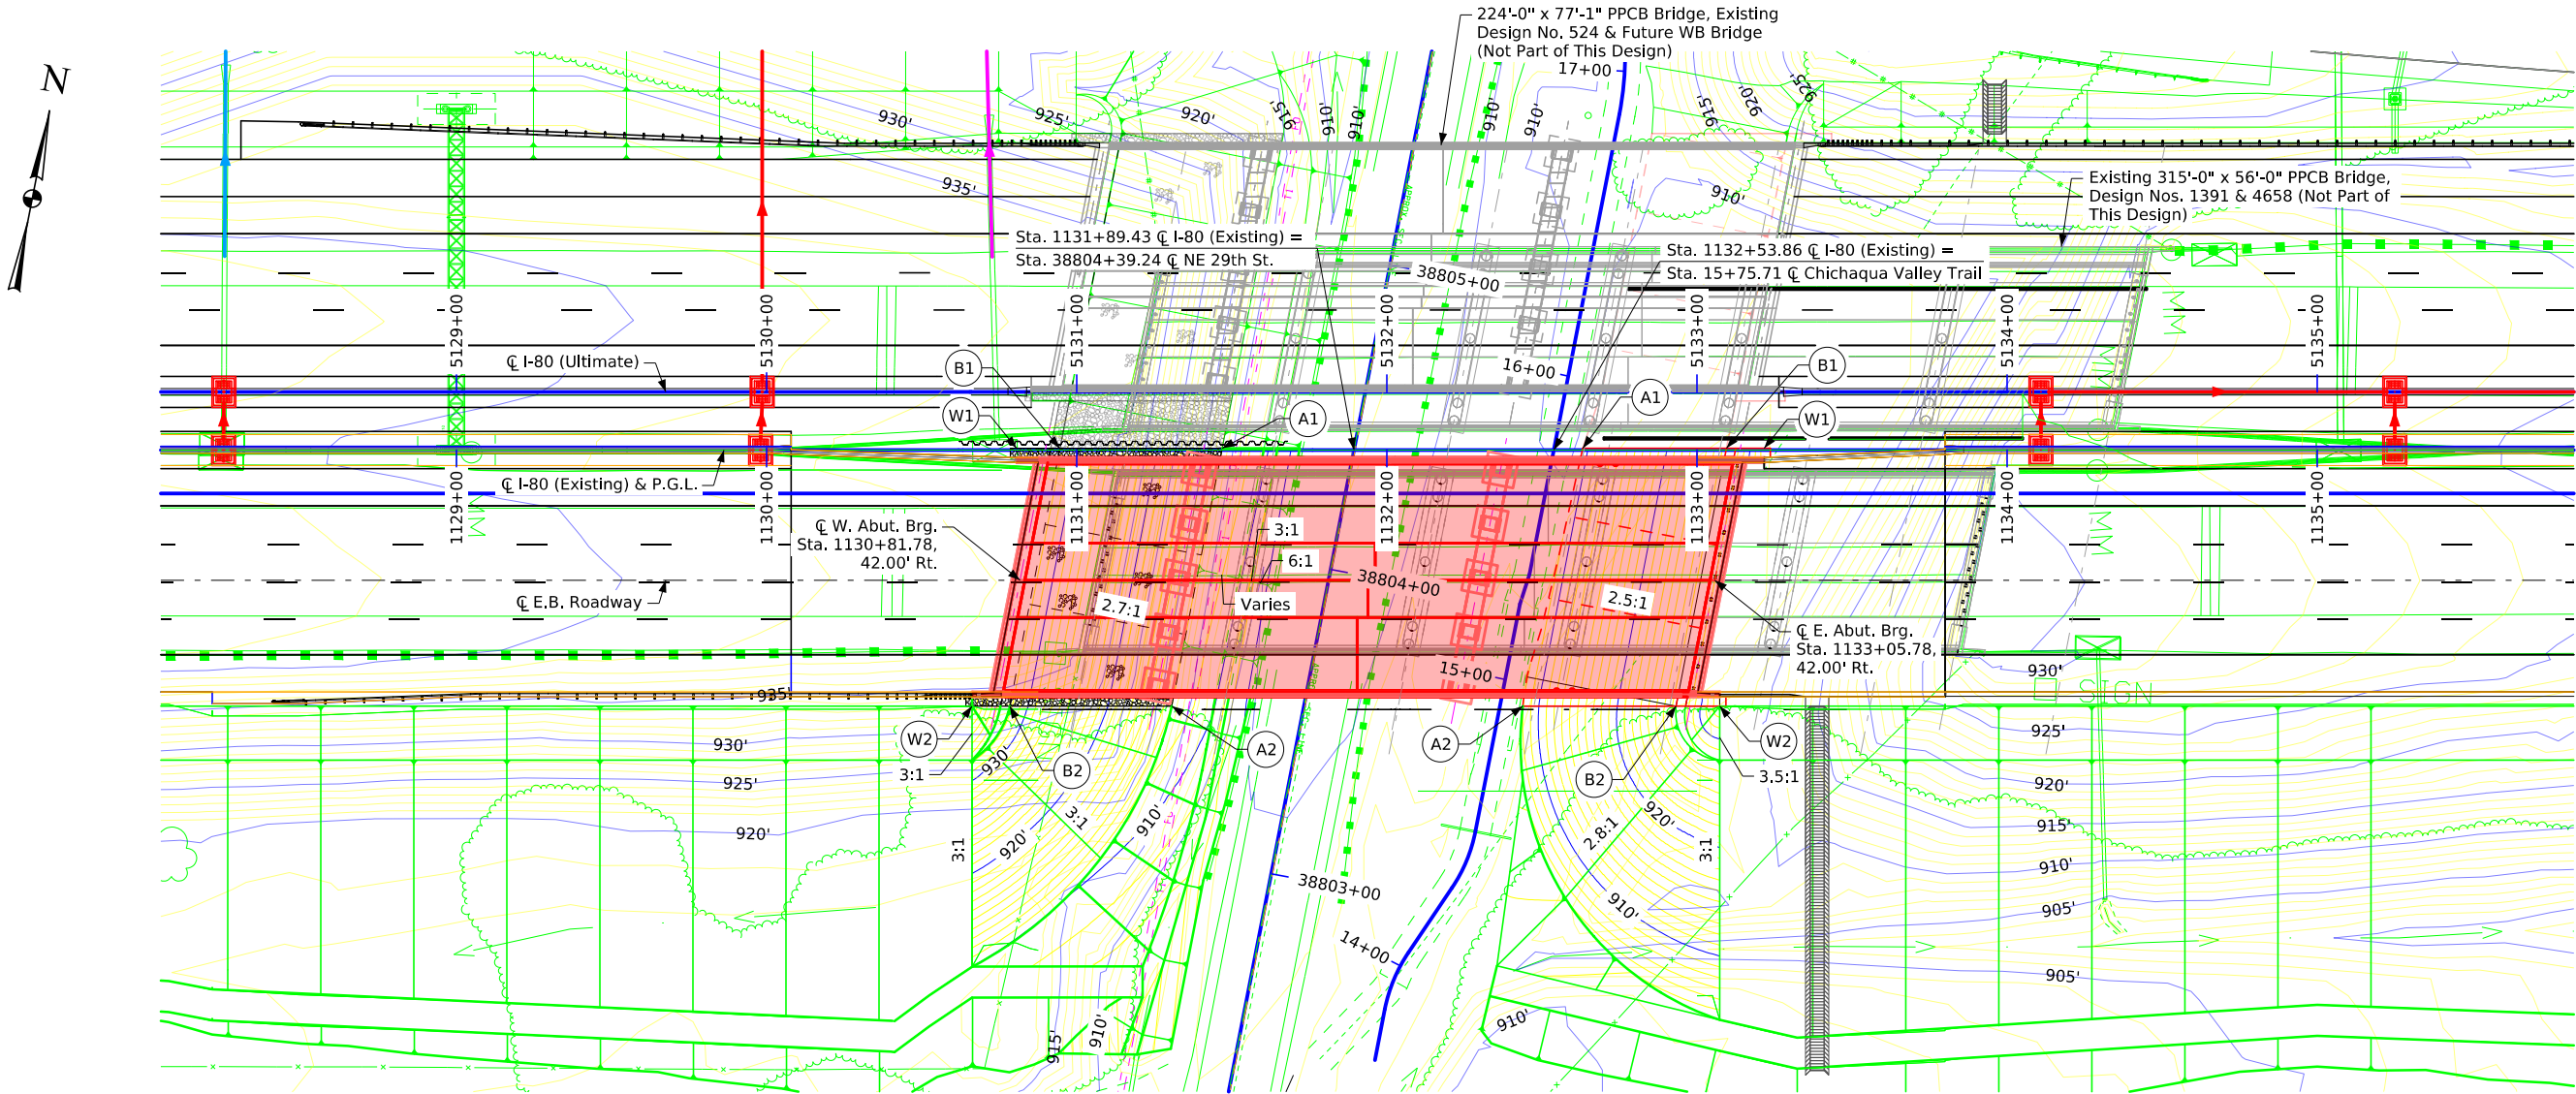 224'-0" x 77'-1" PPCB Bridge, Existing
Design No. 524 & Future WB Bridge
(Not Part of This Design)
17+00
N
925'
930'
925'
920'
915'
910'
910'
910'
910'
915'
920'
935'
910'
Existing 315'-0" x 56'-0" PPCB Bridge,
Design Nos. 1391 & 4658 (Not Part of
This Design)
Sta. 1131+89.43 ℄ I-80 (Existing) =
Sta. 38804+39.24 ℄ NE 29th St.
Sta. 1132+53.86 ℄ I-80 (Existing) =
Sta. 15+75.71 ℄ Chichaqua Valley Trail
38805+00
5129+00
5130+00
5131+00
5132+00
5133+00
5134+00
5135+00
℄ I-80 (Ultimate)
B1
16+00
B1
A1
W1
A1
W1
℄ I-80 (Existing) & P.G.L.
1129+00
1130+00
1131+00
1132+00
1133+00
1134+00
1135+00
℄ W. Abut. Brg.
Sta. 1130+81.78,
42.00' Rt.
3:1
6:1
38804+00
℄ E.B. Roadway
2.7:1
Varies
2.5:1
℄ E. Abut. Brg.
Sta. 1133+05.78,
42.00' Rt.
15+00
930'
935'
SIGN
W2
A2
A2
W2
930'
925'
3:1
930'
B2
B2
3.5:1
925'
920'
920'
3:1
920'
3:1
910'
2.8:1
920'
3:1
915'
910'
905'
905'
38803+00
910'
14+00
915'
910'
910'